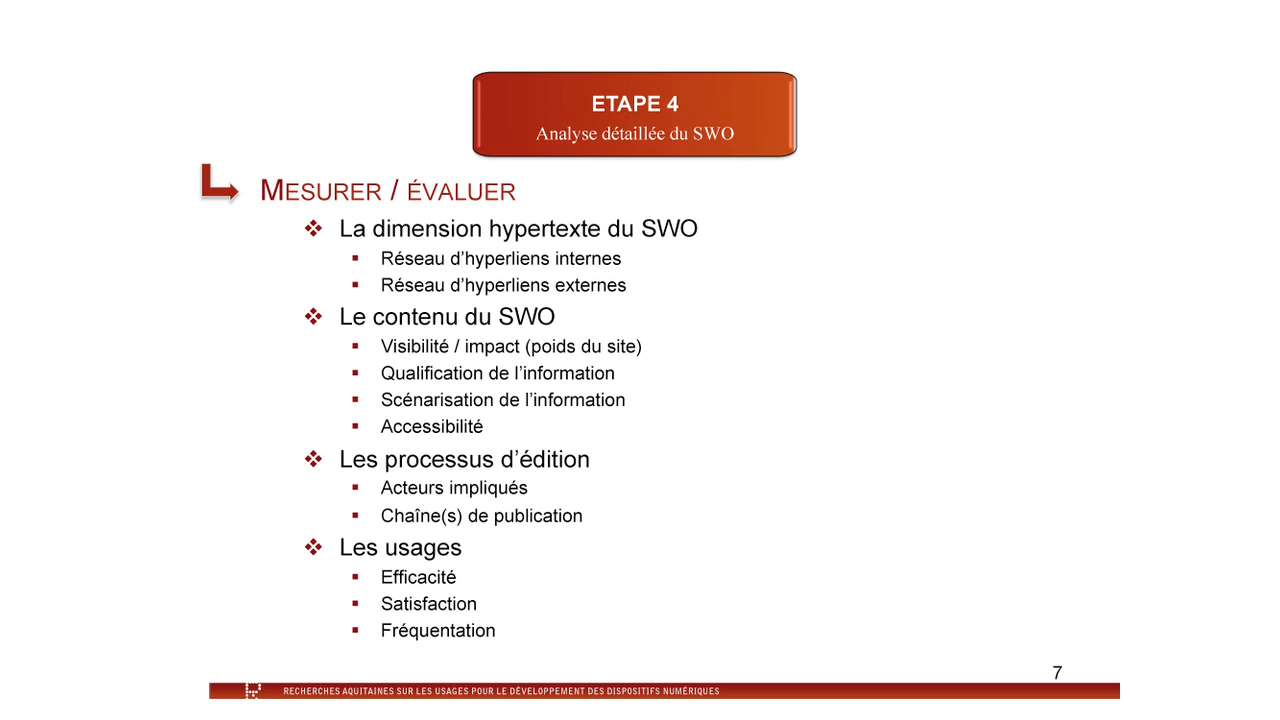 ETAPE 4
Analyse détaillée du SWO
MESURER / ÉVALUER
La dimension hypertexte du SWO
Réseau d’hyperliens internes
Réseau d’hyperliens externes
Le contenu du SWO
Visibilité / impact (poids du site)
Qualification de l’information
Scénarisation de l’information
Accessibilité
Les processus d’édition
Acteurs impliqués
Chaîne(s) de publication
Les usages
Efficacité
Satisfaction
Fréquentation
7
RECHERCHES AQUITAINES SUR LES USAGES POUR LE DÉVELOPPEMENT DES DISPOSITIFS NUMÉRIQUES